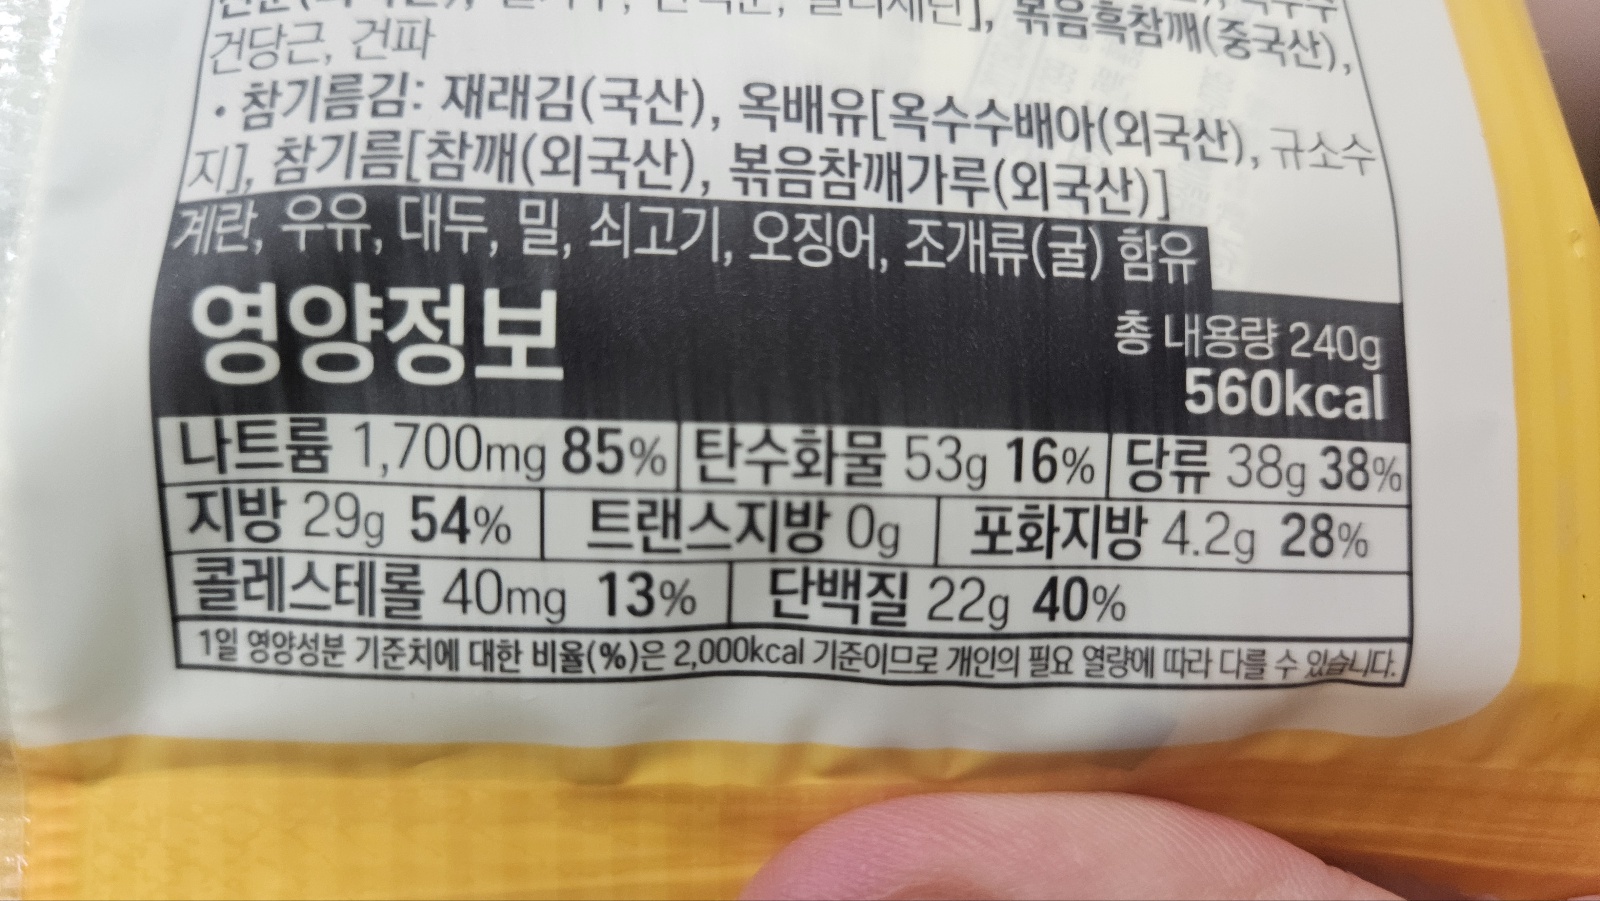 볶음흑참깨(중국산),
건당근, 건파
• 참기름김: 재래김(국산), 옥배유[옥수수배아(외국산), 규소수
지], 참기름[참깨(외국산), 볶음참깨가루(외국산)]
계란, 우유, 대두, 밀, 쇠고기, 오징어, 조개류(굴) 함유
영양정보
총 내용량 240g
560kcal
나트륨 1,700mg 85% 탄수화물 53g 16% 당류 38g 38%
지방 29g 54% 트랜스지방 0g 포화지방 4.2g 28%
콜레스테롤 40mg 13% 단백질 22g 40%
1일 영양성분 기준치에 대한 비율(%)은 2,000kcal 기준이므로 개인의 필요 열량에 따라 다를 수 있습니다.